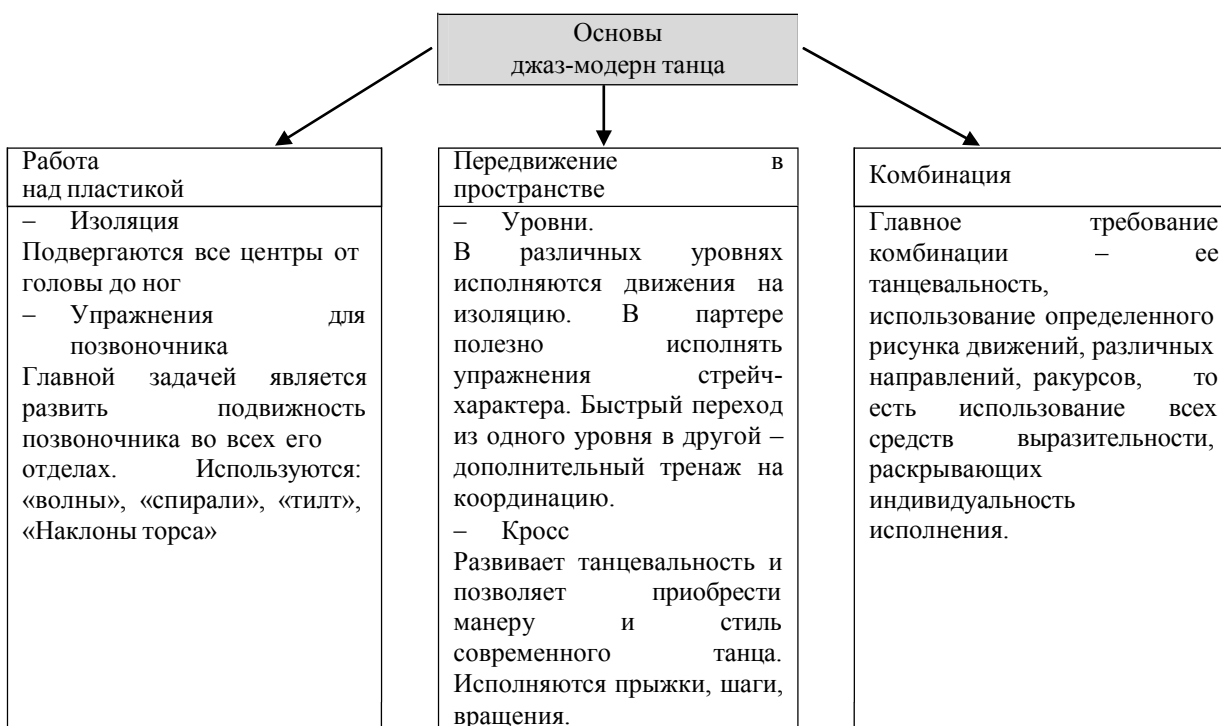 Основы
джаз-модерн танца
Работа
над пластикой
– Изоляция
Подвергаются все центры от
головы до ног
– Упражнения для
позвоночника
Главной задачей является
развить подвижность
позвоночника во всех его
отделах. Используются:
«волны», «спирали», «тилт»,
«Наклоны торса»
Передвижение в
пространстве
– Уровни.
В различных уровнях
исполняются движения на
изоляцию. В партере
полезно исполнять
упражнения стрейч-
характера. Быстрый переход
из одного уровня в другой –
дополнительный тренаж на
координацию.
– Кросс
Развивает танцевальность и
позволяет приобрести
манеру и стиль
современного танца.
Исполняются прыжки, шаги,
вращения.
Комбинация
Главное требование
комбинации – ее
танцевальность,
использование определенного
рисунка движений, различных
направлений, ракурсов, то
есть использование всех
средств выразительности,
раскрывающих
индивидуальность
исполнения.